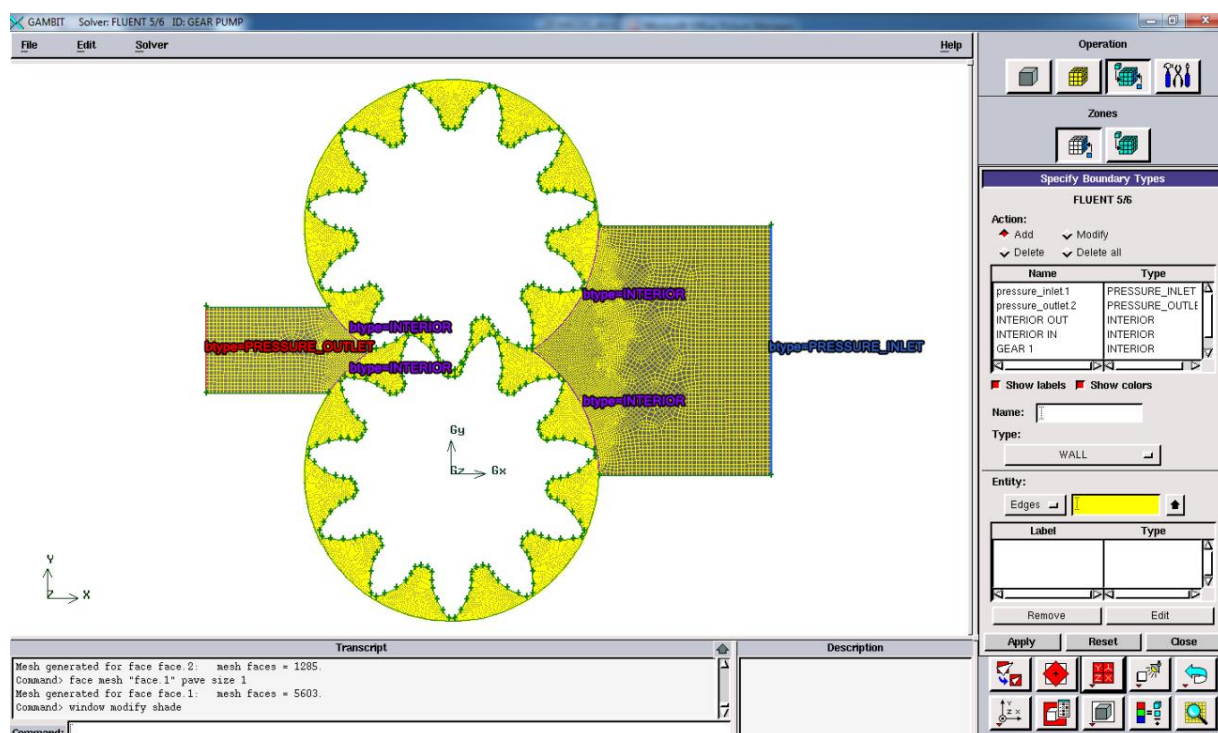 GAMBIT Solver: FLUENT 5/6 ID: GEAR PUMP
File Edit Solver Help
btype=INTERIOR
btype=INTERIOR
btype=PRESSURE_OUTLET
btype=PRESSURE_INLET
btype=INTERIOR
btype=INTERIOR
Gy
Gz Gx
Y
Z X
Operation
Zones
Specify Boundary Types
FLUENT 5/6
Action:
Add Modify
Delete Delete all
Name Type
pressure_inlet.1 PRESSURE_INLET
pressure_outlet.2 PRESSURE_OUTLE
INTERIOR OUT INTERIOR
INTERIOR IN INTERIOR
GEAR 1 INTERIOR
Show labels Show colors
Name:
Type:
WALL
Entity:
Edges
Label Type
Remove Edit
Apply Reset Close
Transcript
Mesh generated for face face.2: mesh faces = 1285.
Command> face mesh "face.1" pave size 1
Mesh generated for face face.1: mesh faces = 5603.
Command> window modify shade
Command:
Description